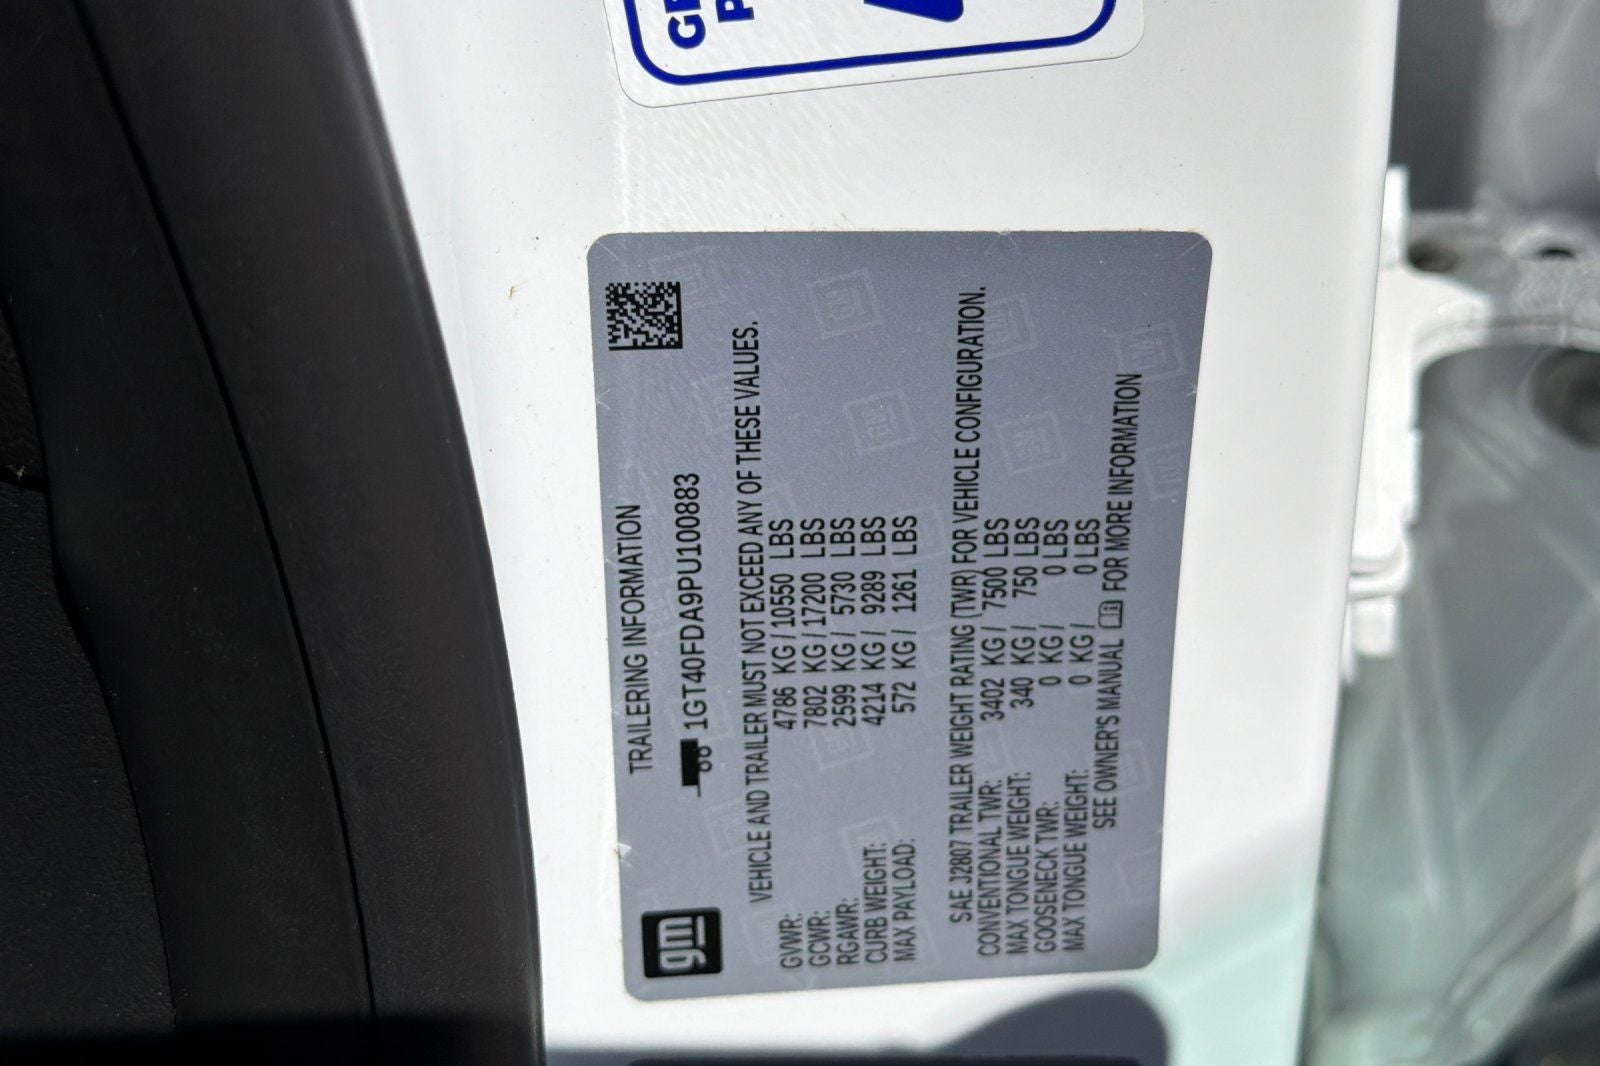 gm
TRAILERING INFORMATION
1GT40FDA9PU100883
VEHICLE AND TRAILER MUST NOT EXCEED ANY OF THESE VALUES.
GVWR: 4786 KG / 10550 LBS
GCWR: 7802 KG / 17200 LBS
RGAWR: 2599 KG / 5730 LBS
CURB WEIGHT: 4214 KG / 9289 LBS
MAX PAYLOAD: 572 KG / 1261 LBS
SAE J2807 TRAILER WEIGHT RATING (TWR) FOR VEHICLE CONFIGURATION.
CONVENTIONAL TWR: 3402 KG / 7500 LBS
MAX TONGUE WEIGHT: 340 KG / 750 LBS
GOOSENECK TWR: 0 KG / 0 LBS
MAX TONGUE WEIGHT: 0 KG / 0 LBS
SEE OWNER'S MANUAL FOR MORE INFORMATION